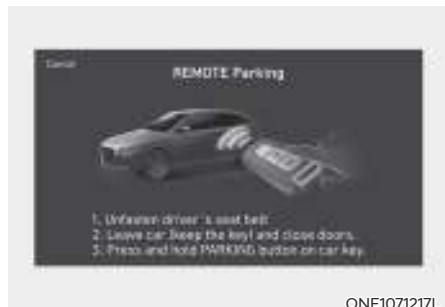 Cancel
REMOTE Parking
1. Unfasten driver's seat belt
2. Leave car (keep the key) and close doors.
3. Press and hold PARKING button on car key.
ONE1071217L